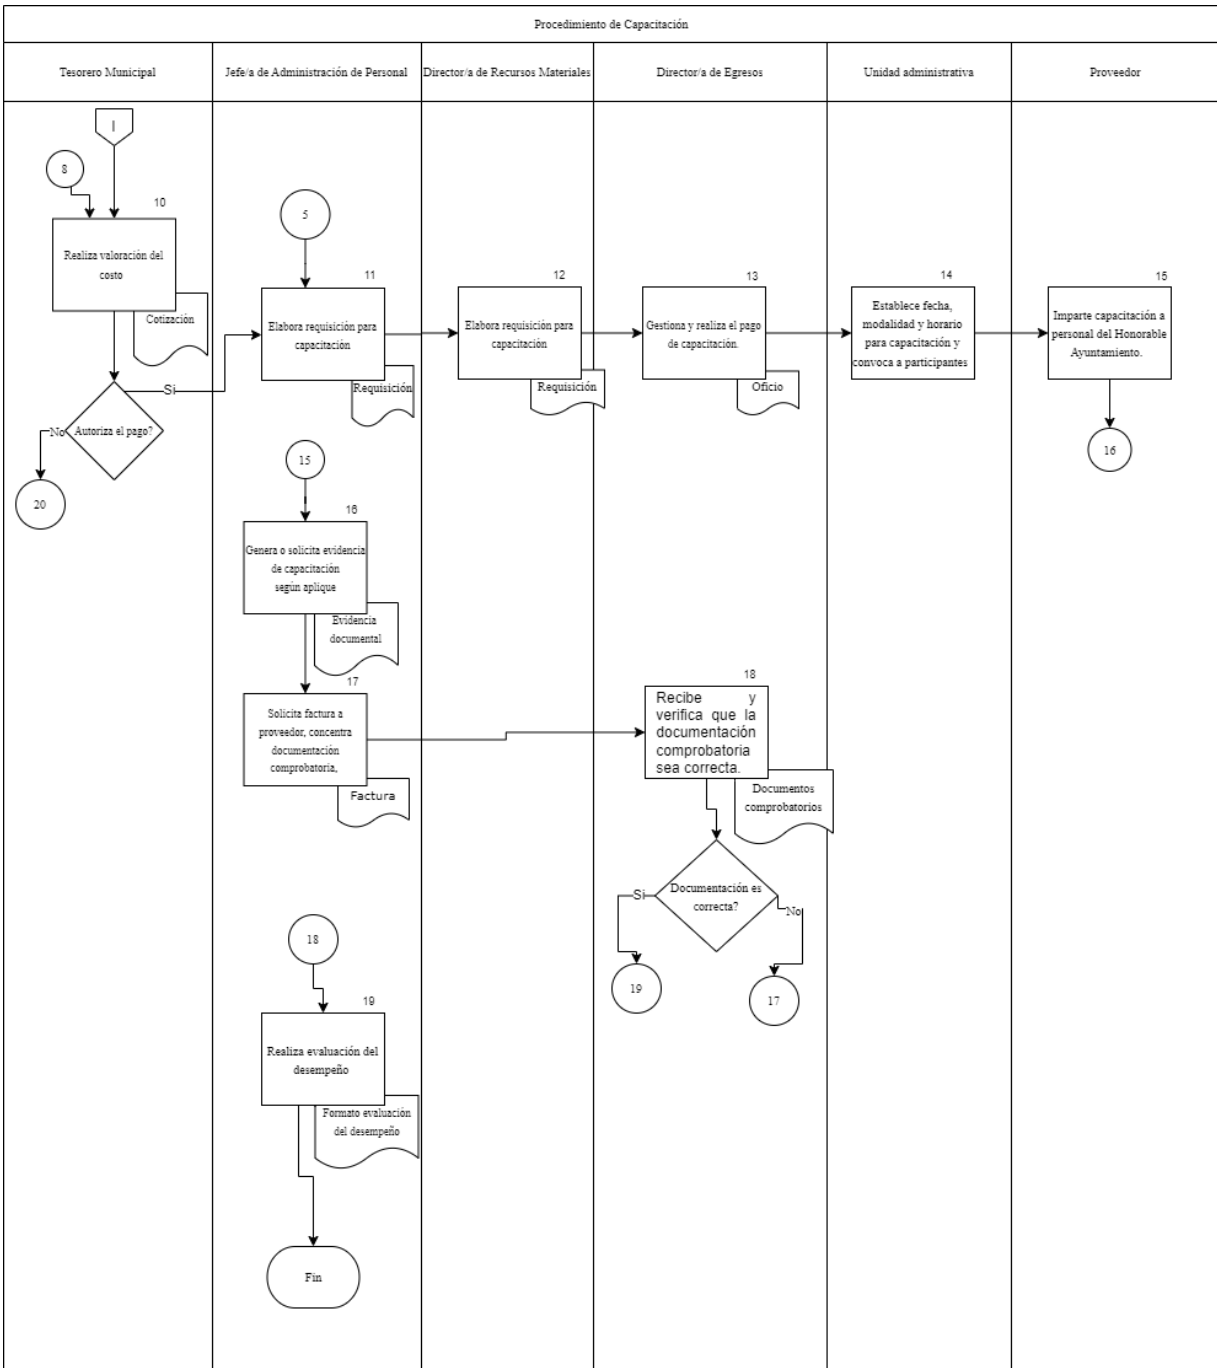 Procedimiento de Capacitación
Tesorero Municipal
Jefe/a de Administración de Personal
Director/a de Recursos Materiales
Director/a de Egresos
Unidad administrativa
Proveedor
I
8
10
Realiza valoración del
costo
Cotización
Autoriza el pago?
Si
No
20
5
11
Elabora requisición para
capacitación
Requisición
12
Elabora requisición para
capacitación
Requisición
13
Gestiona y realiza el pago
de capacitación.
Oficio
14
Establece fecha,
modalidad y horario
para capacitación y
convoca a participantes
15
Imparte capacitación a
personal del Honorable
Ayuntamiento.
16
15
16
Genera o solicita evidencia
de capacitación
según aplique
Evidencia
documental
17
Solicita factura a
proveedor, concentra
documentación
comprobatoria,
Factura
18
Recibe y
verifica que la
documentación
comprobatoria
sea correcta.
Documentos
comprobatorios
Documentación es
correcta?
Si
No
19
17
18
19
Realiza evaluación del
desempeño
Formato evaluación
del desempeño
Fin